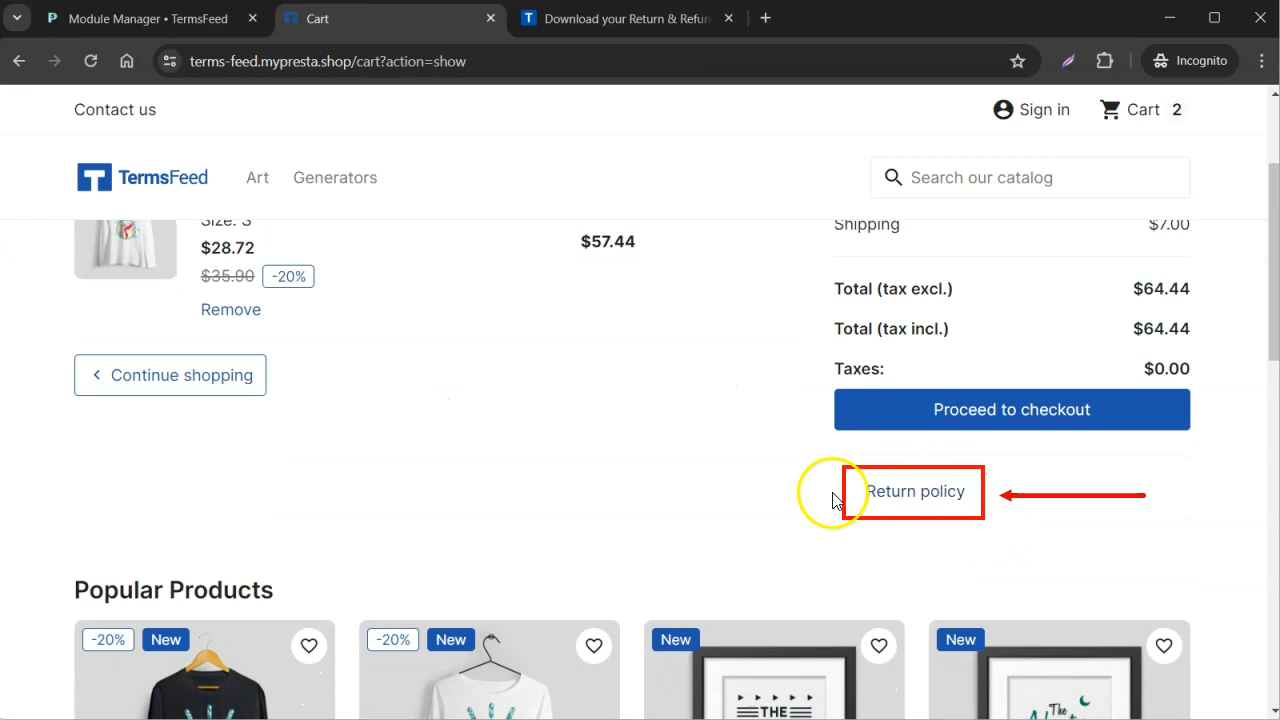 Module Manager • TermsFeed
Cart
Download your Return & Refun
terms-feed.mypresta.shop/cart?action=show
Incognito
Contact us
Sign in
Cart 2
TermsFeed
Art
Generators
Search our catalog
Size: S
$28.72
$35.90 -20%
Remove
$57.44
Continue shopping
Shipping $7.00
Total (tax excl.) $64.44
Total (tax incl.) $64.44
Taxes: $0.00
Proceed to checkout
Return policy
Popular Products
-20% New
-20% New
New
New
THE
The